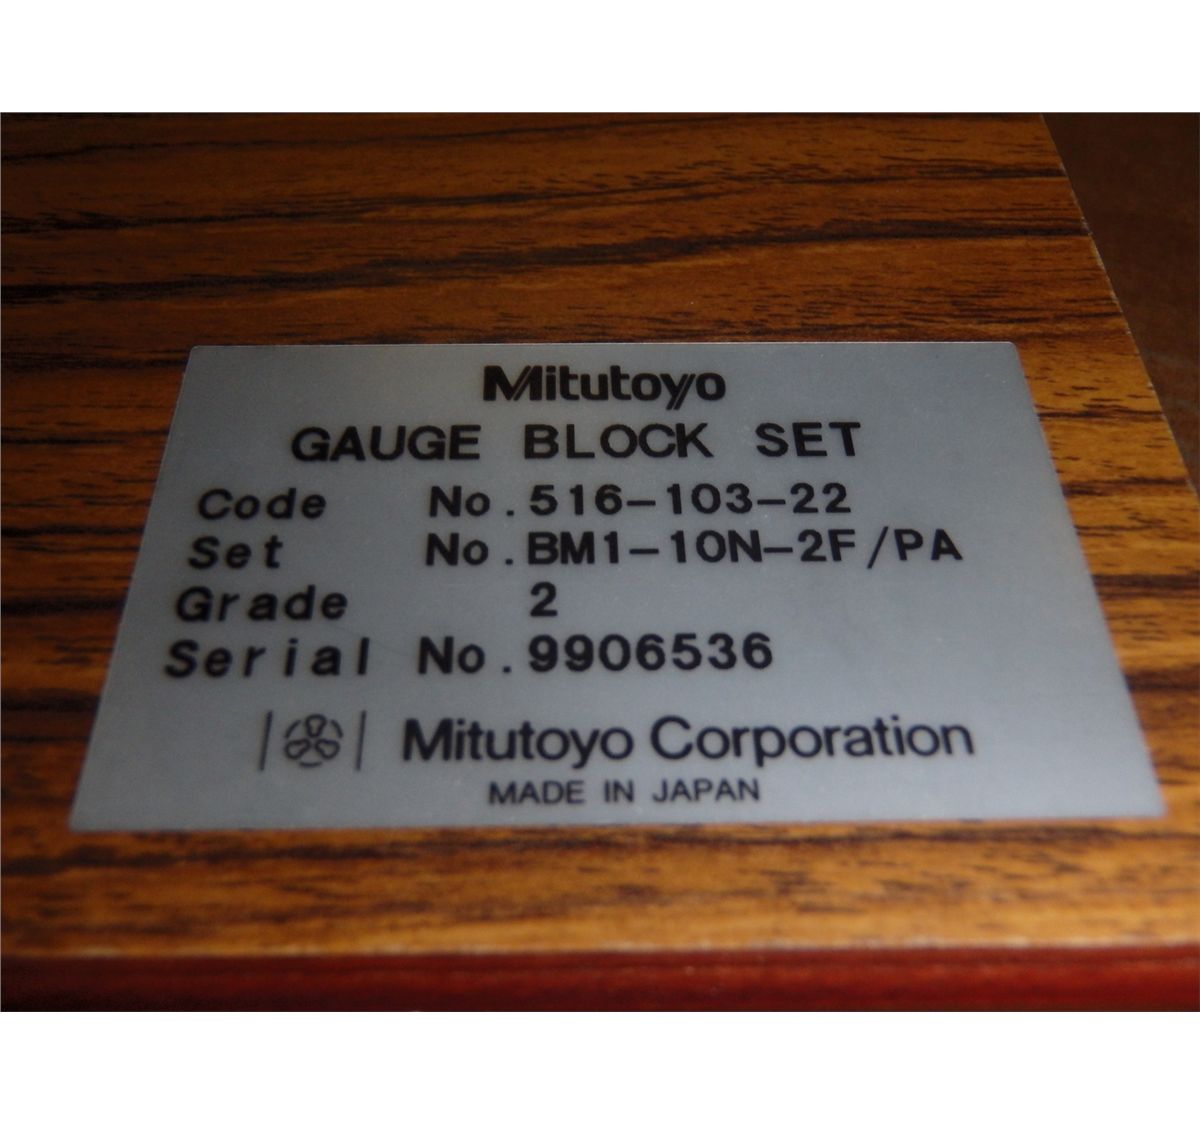 Mitutoyo
GAUGE BLOCK SET
Code No.516-103-22
Set No.BM1-10N-2F/PA
Grade 2
Serial No.9906536
Mitutoyo Corporation
MADE IN JAPAN